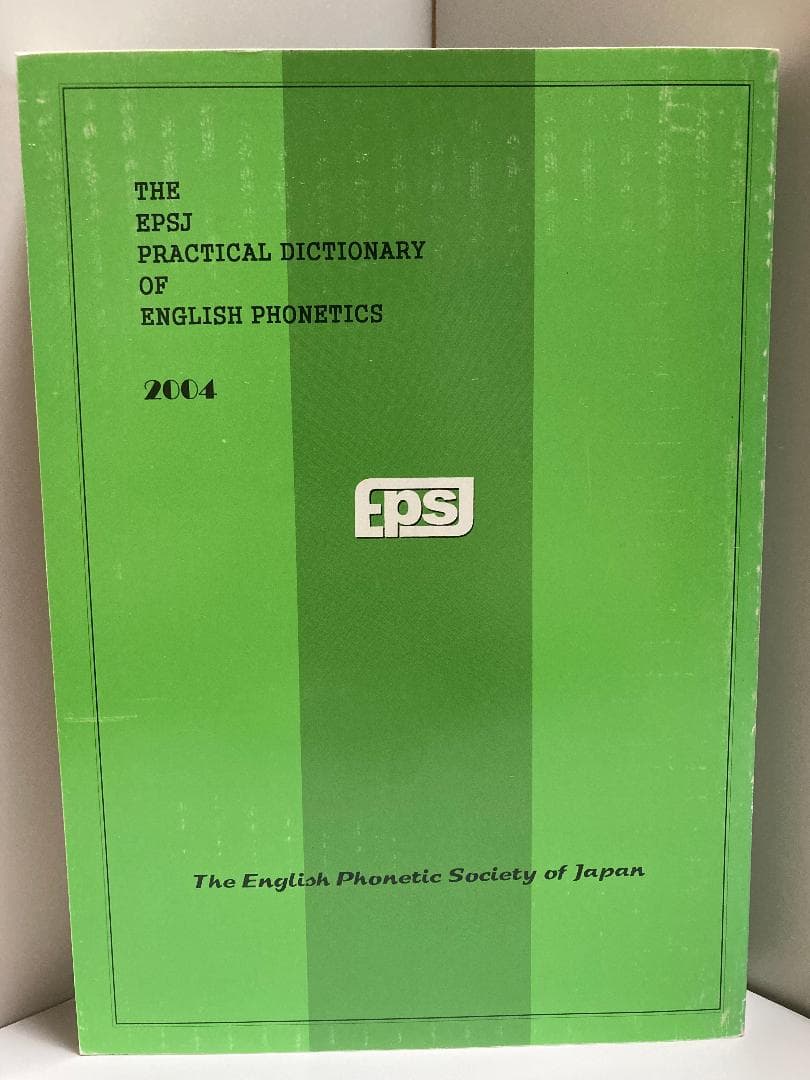 THE
EPSJ
PRACTICAL DICTIONARY
OF
ENGLISH PHONETICS
2004
EPSJ
The English Phonetic Society of Japan